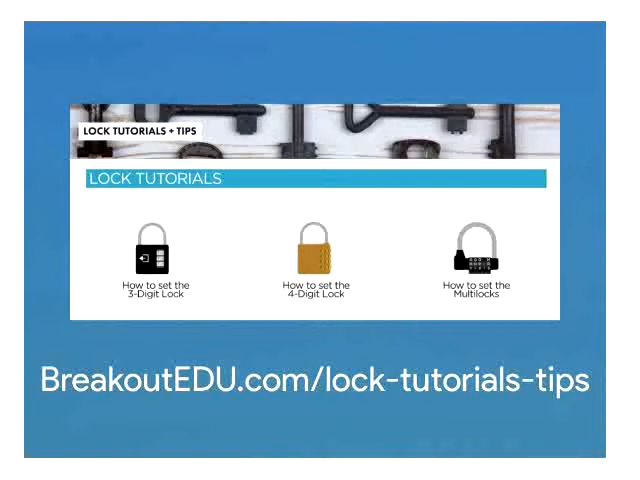 LOCK TUTORIALS + TIPS
LOCK TUTORIALS
How to set the
3-Digit Lock
How to set the
4-Digit Lock
How to set the
Multilocks
BreakoutEDU.com/lock-tutorials-tips